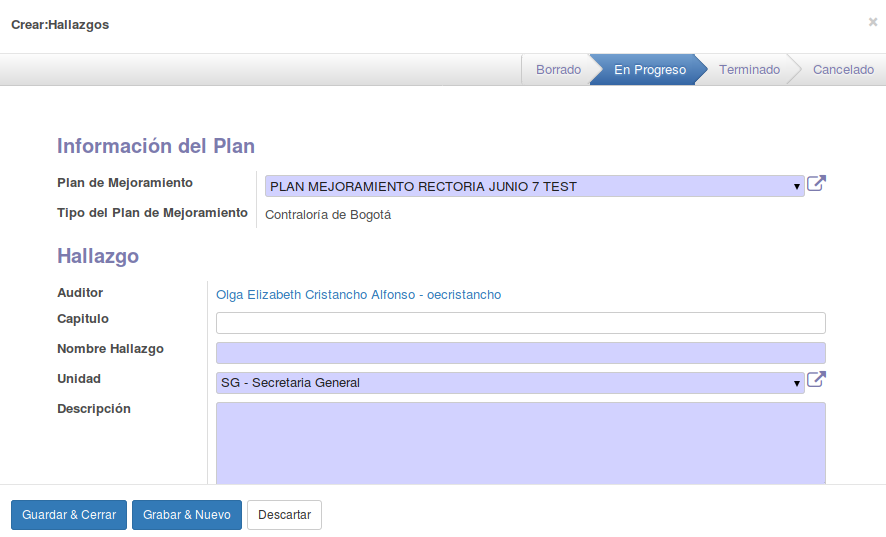 Crear:Hallazgos
×
Borrado
En Progreso
Terminado
Cancelado
Información del Plan
Plan de Mejoramiento
PLAN MEJORAMIENTO RECTORIA JUNIO 7 TEST
Tipo del Plan de Mejoramiento
Contraloría de Bogotá
Hallazgo
Auditor
Olga Elizabeth Cristancho Alfonso - oecristancho
Capitulo
Nombre Hallazgo
Unidad
SG - Secretaria General
Descripción
Guardar & Cerrar
Grabar & Nuevo
Descartar